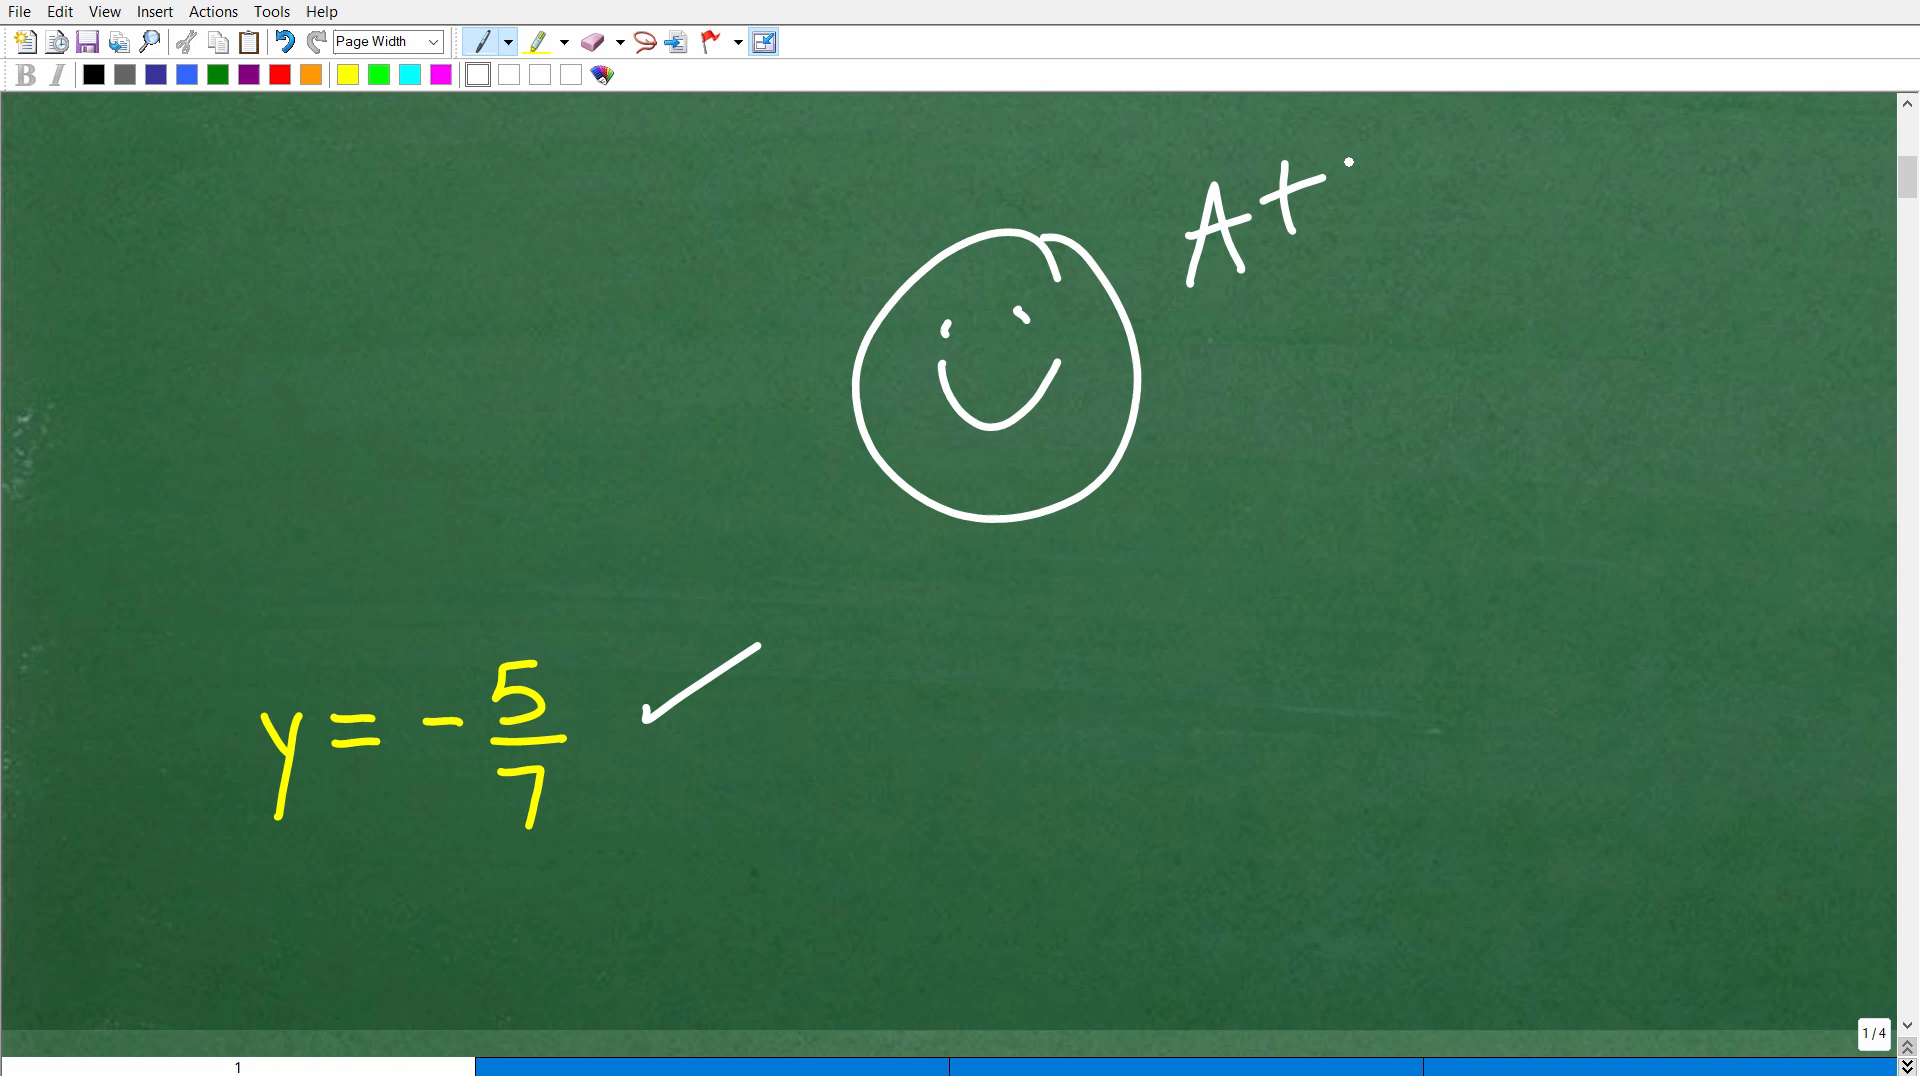 File Edit View Insert Actions Tools Help
Page Width
B I
A+
y = - 5/7 ✓
1 / 4
1